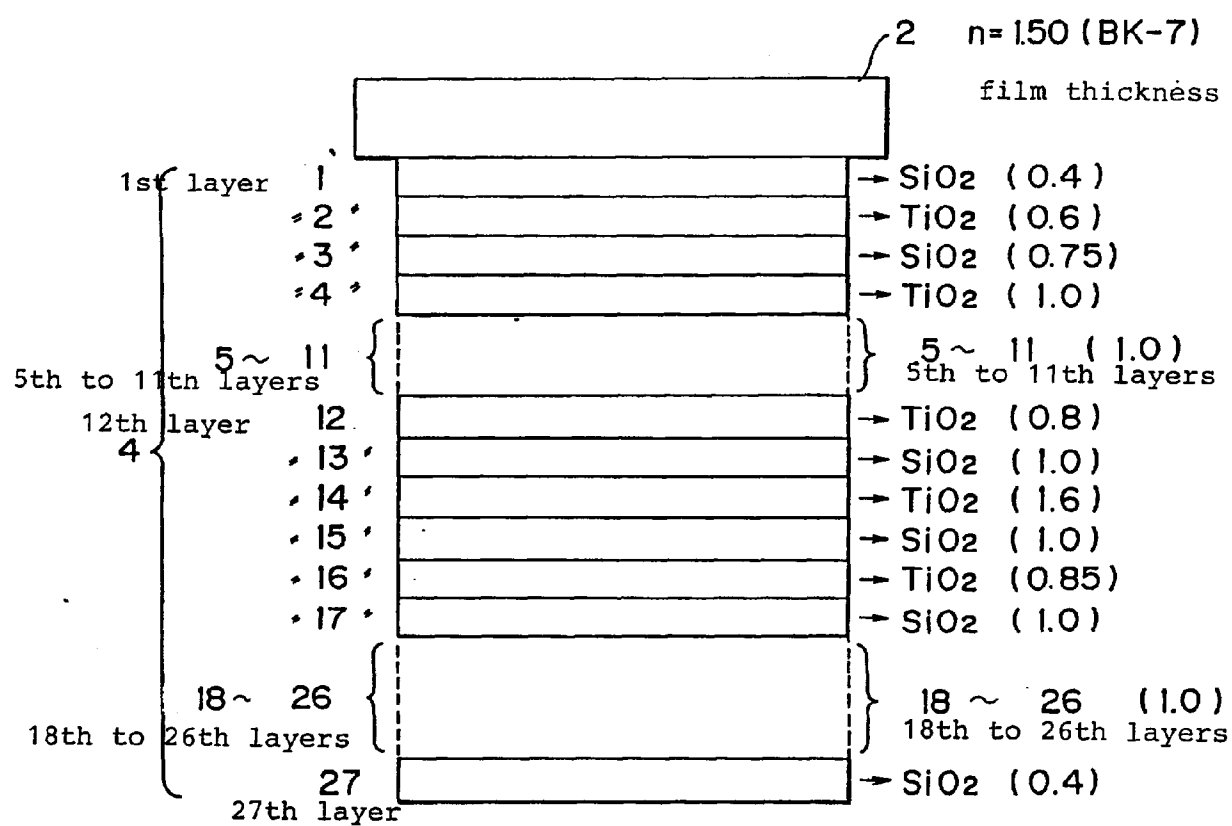 2 n=1.50 (BK-7)
film thickness
1st layer 1 → SiO2 (0.4)
〃2〃 → TiO2 (0.6)
〃3〃 → SiO2 (0.75)
〃4〃 → TiO2 (1.0)
5~ 11 5~ 11 (1.0)
5th to 11th layers 5th to 11th layers
12th layer 12 → TiO2 (0.8)
4
〃13〃 → SiO2 (1.0)
〃14〃 → TiO2 (1.6)
〃15〃 → SiO2 (1.0)
〃16〃 → TiO2 (0.85)
〃17〃 → SiO2 (1.0)
18~ 26 18 ~ 26 (1.0)
18th to 26th layers 18th to 26th layers
27 → SiO2 (0.4)
27th layer